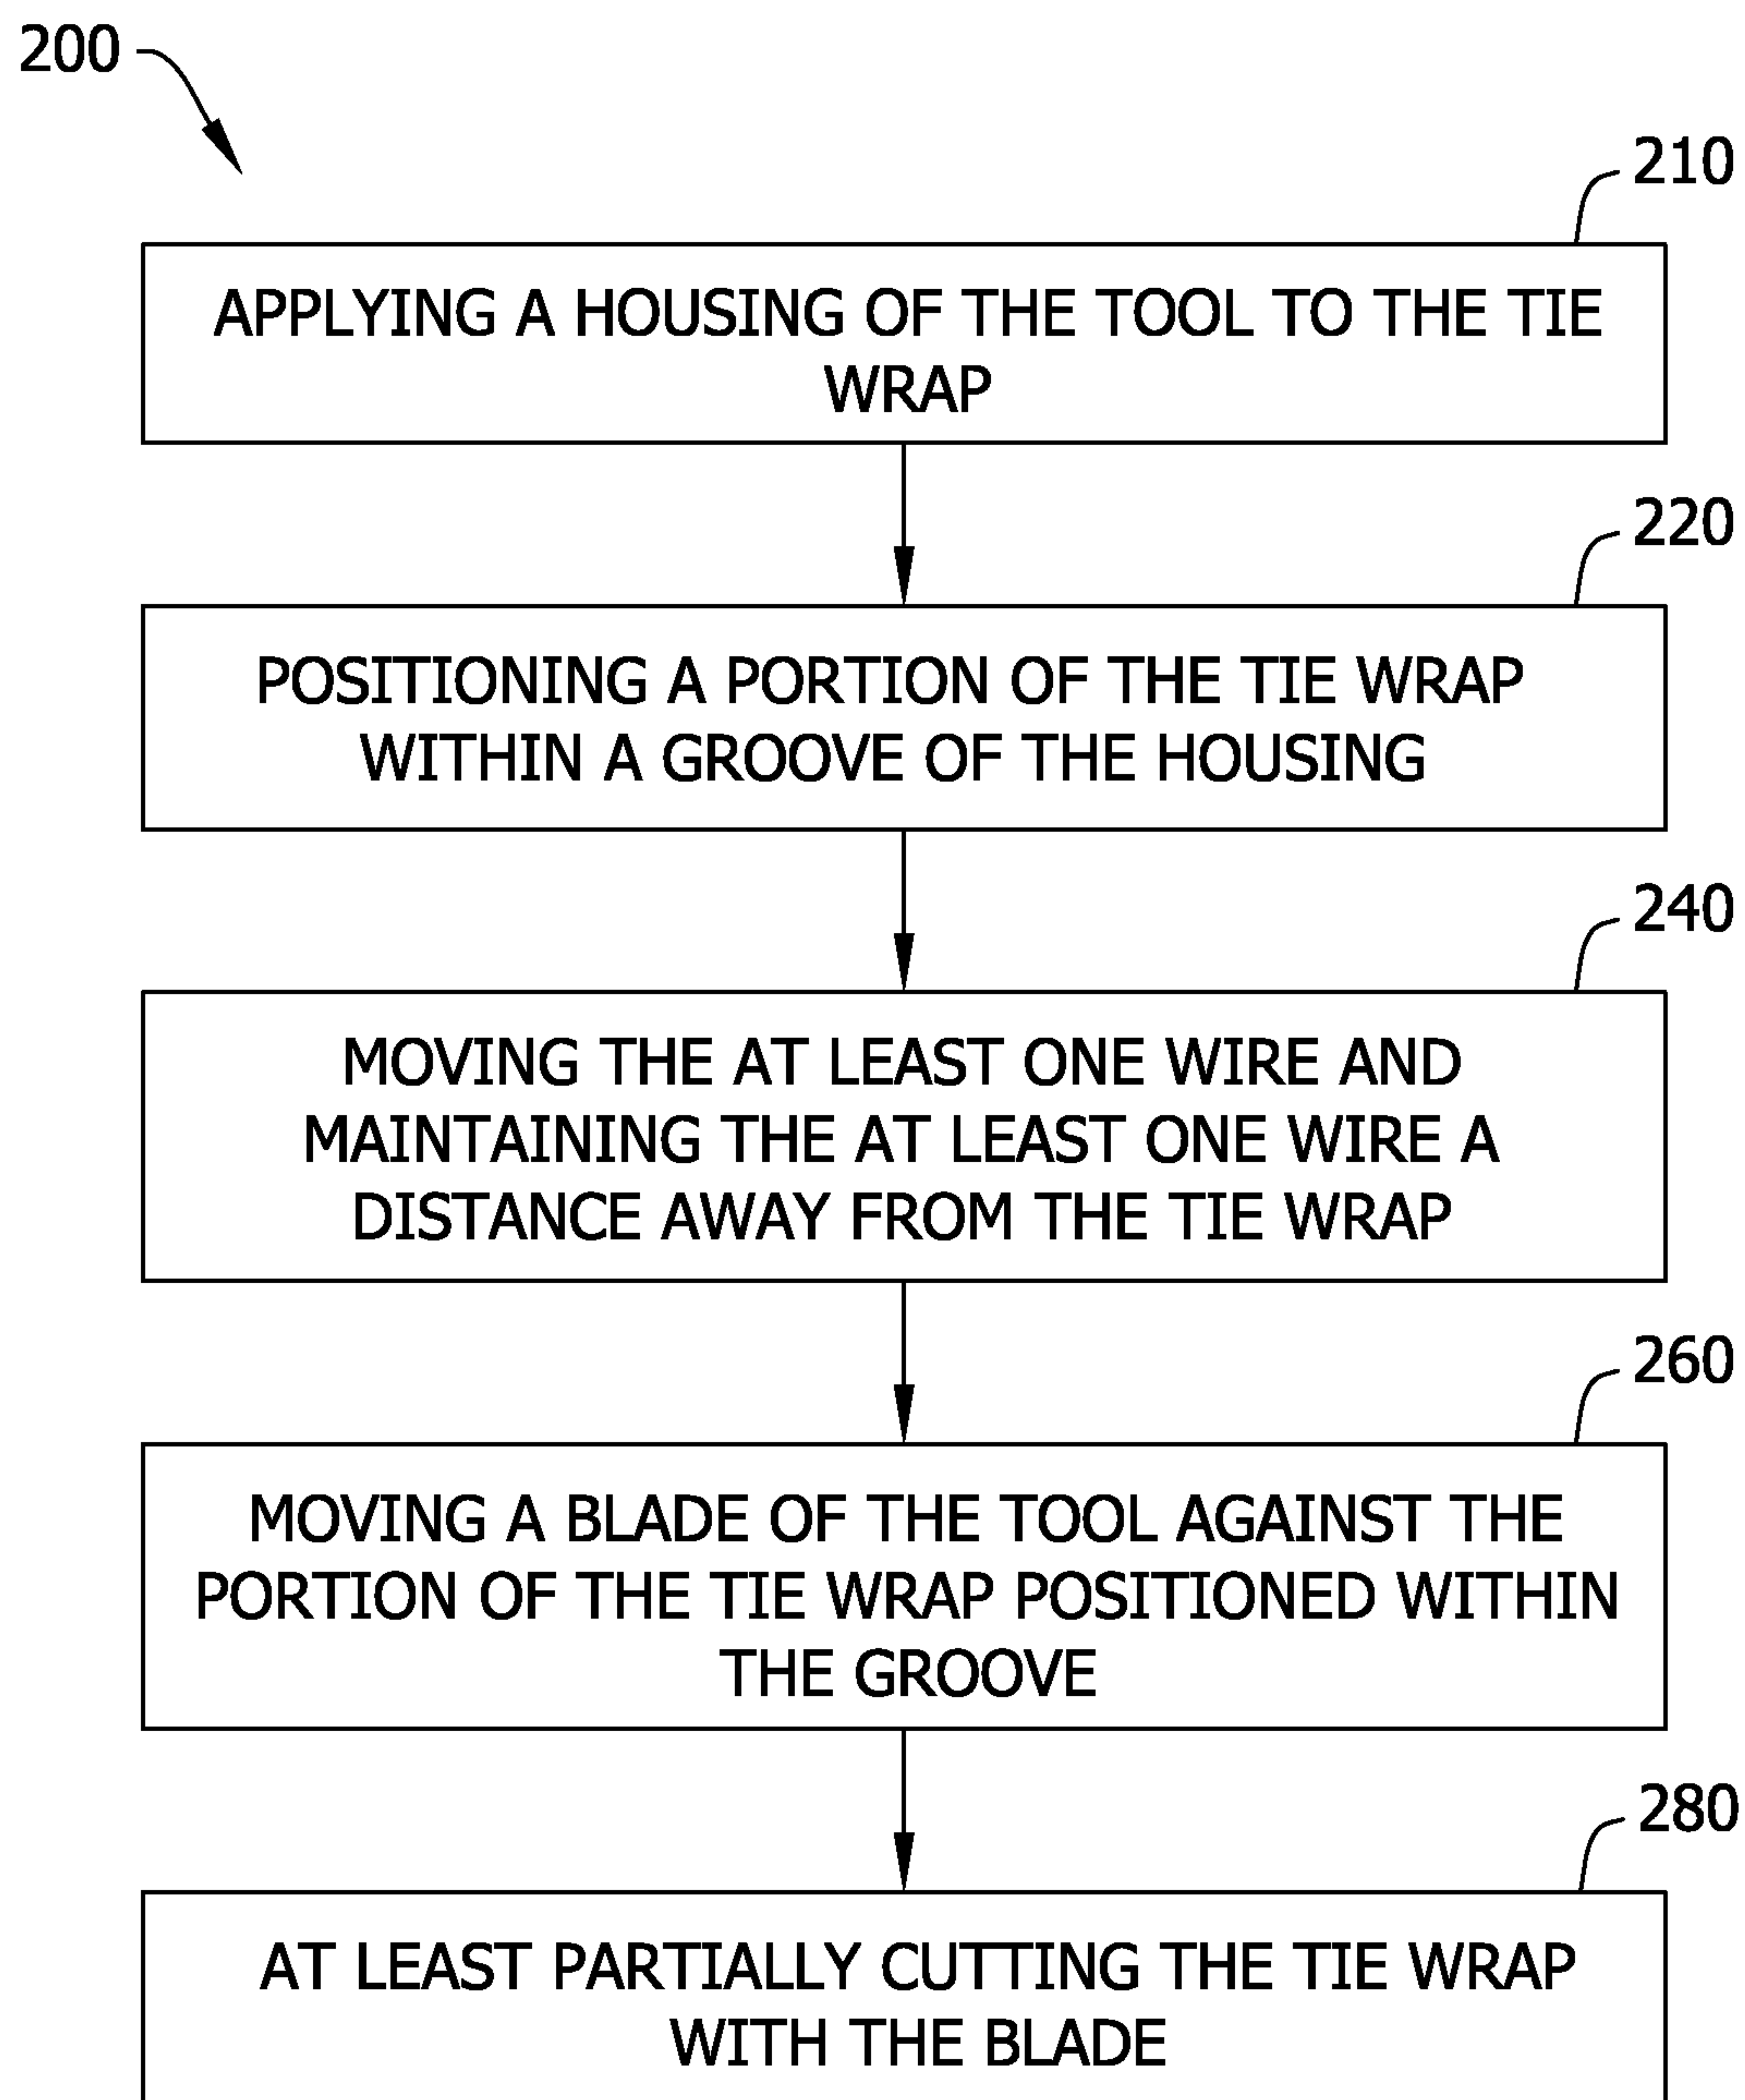 200
210
APPLYING A HOUSING OF THE TOOL TO THE TIE
WRAP
220
POSITIONING A PORTION OF THE TIE WRAP
WITHIN A GROOVE OF THE HOUSING
240
MOVING THE AT LEAST ONE WIRE AND
MAINTAINING THE AT LEAST ONE WIRE A
DISTANCE AWAY FROM THE TIE WRAP
260
MOVING A BLADE OF THE TOOL AGAINST THE
PORTION OF THE TIE WRAP POSITIONED WITHIN
THE GROOVE
280
AT LEAST PARTIALLY CUTTING THE TIE WRAP
WITH THE BLADE